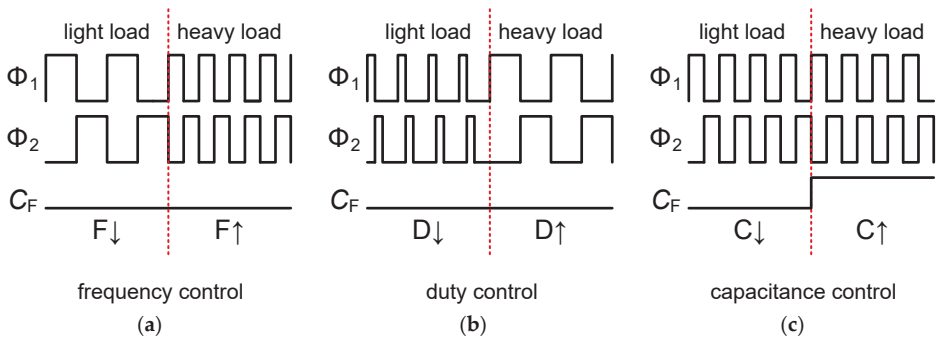 light load heavy load
Φ1
Φ2
CF
F↓ F↑
frequency control
(a)
light load heavy load
Φ1
Φ2
CF
D↓ D↑
duty control
(b)
light load heavy load
Φ1
Φ2
CF
C↓ C↑
capacitance control
(c)